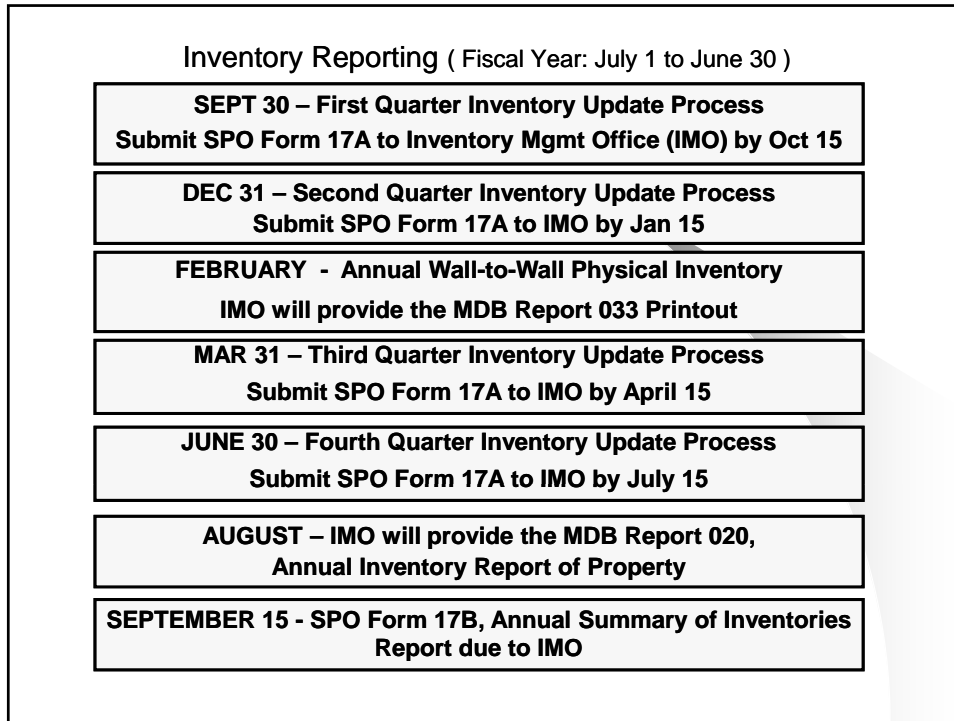 Inventory Reporting ( Fiscal Year: July 1 to June 30 )
SEPT 30 – First Quarter Inventory Update Process
Submit SPO Form 17A to Inventory Mgmt Office (IMO) by Oct 15
DEC 31 – Second Quarter Inventory Update Process
Submit SPO Form 17A to IMO by Jan 15
FEBRUARY - Annual Wall-to-Wall Physical Inventory
IMO will provide the MDB Report 033 Printout
MAR 31 – Third Quarter Inventory Update Process
Submit SPO Form 17A to IMO by April 15
JUNE 30 – Fourth Quarter Inventory Update Process
Submit SPO Form 17A to IMO by July 15
AUGUST – IMO will provide the MDB Report 020,
Annual Inventory Report of Property
SEPTEMBER 15 - SPO Form 17B, Annual Summary of Inventories
Report due to IMO